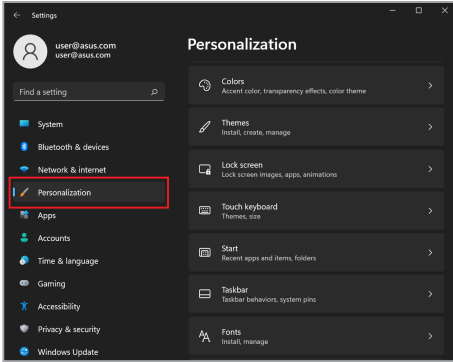 Settings
user@asus.com
user@asus.com
Find a setting
System
Bluetooth & devices
Network & internet
Personalization
Apps
Accounts
Time & language
Gaming
Accessibility
Privacy & security
Windows Update
Personalization
Colors
Accent color, transparency effects, color theme
Themes
Install, create, manage
Lock screen
Lock screen images, apps, animations
Touch keyboard
Themes, size
Start
Recent apps and items, folders
Taskbar
Taskbar behaviors, system pins
Fonts
Install, manage